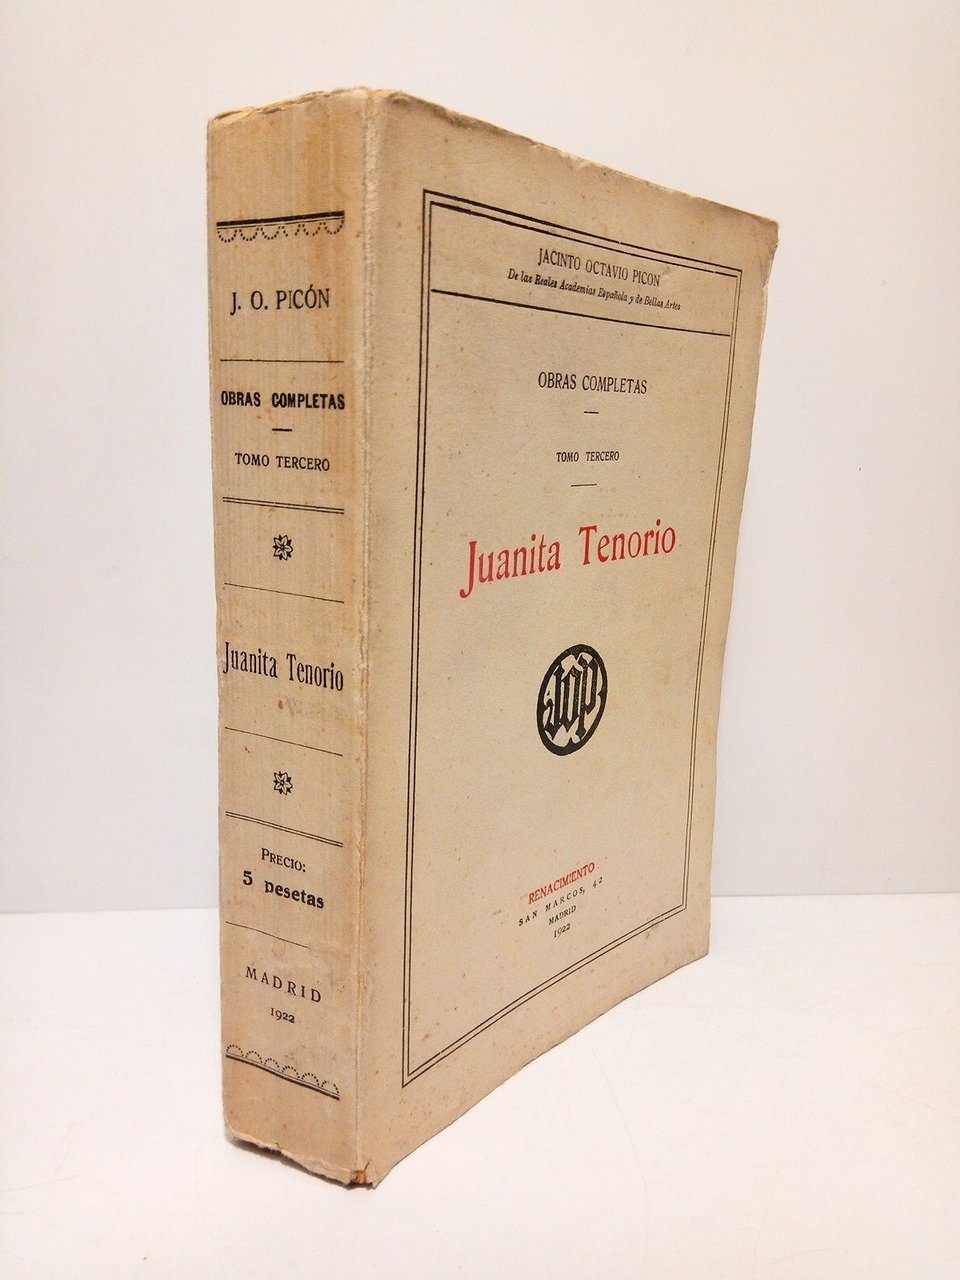 J. O. PICÓN
OBRAS COMPLETAS
TOMO TERCERO
Juanita Tenorio
PRECIO:
5 pesetas
MADRID
1922
JACINTO OCTAVIO PICON
De las Reales Academias Española y de Bellas Artes
OBRAS COMPLETAS
TOMO TERCERO
Juanita Tenorio
JOP
RENACIMIENTO
SAN MARCOS, 42
MADRID
1922